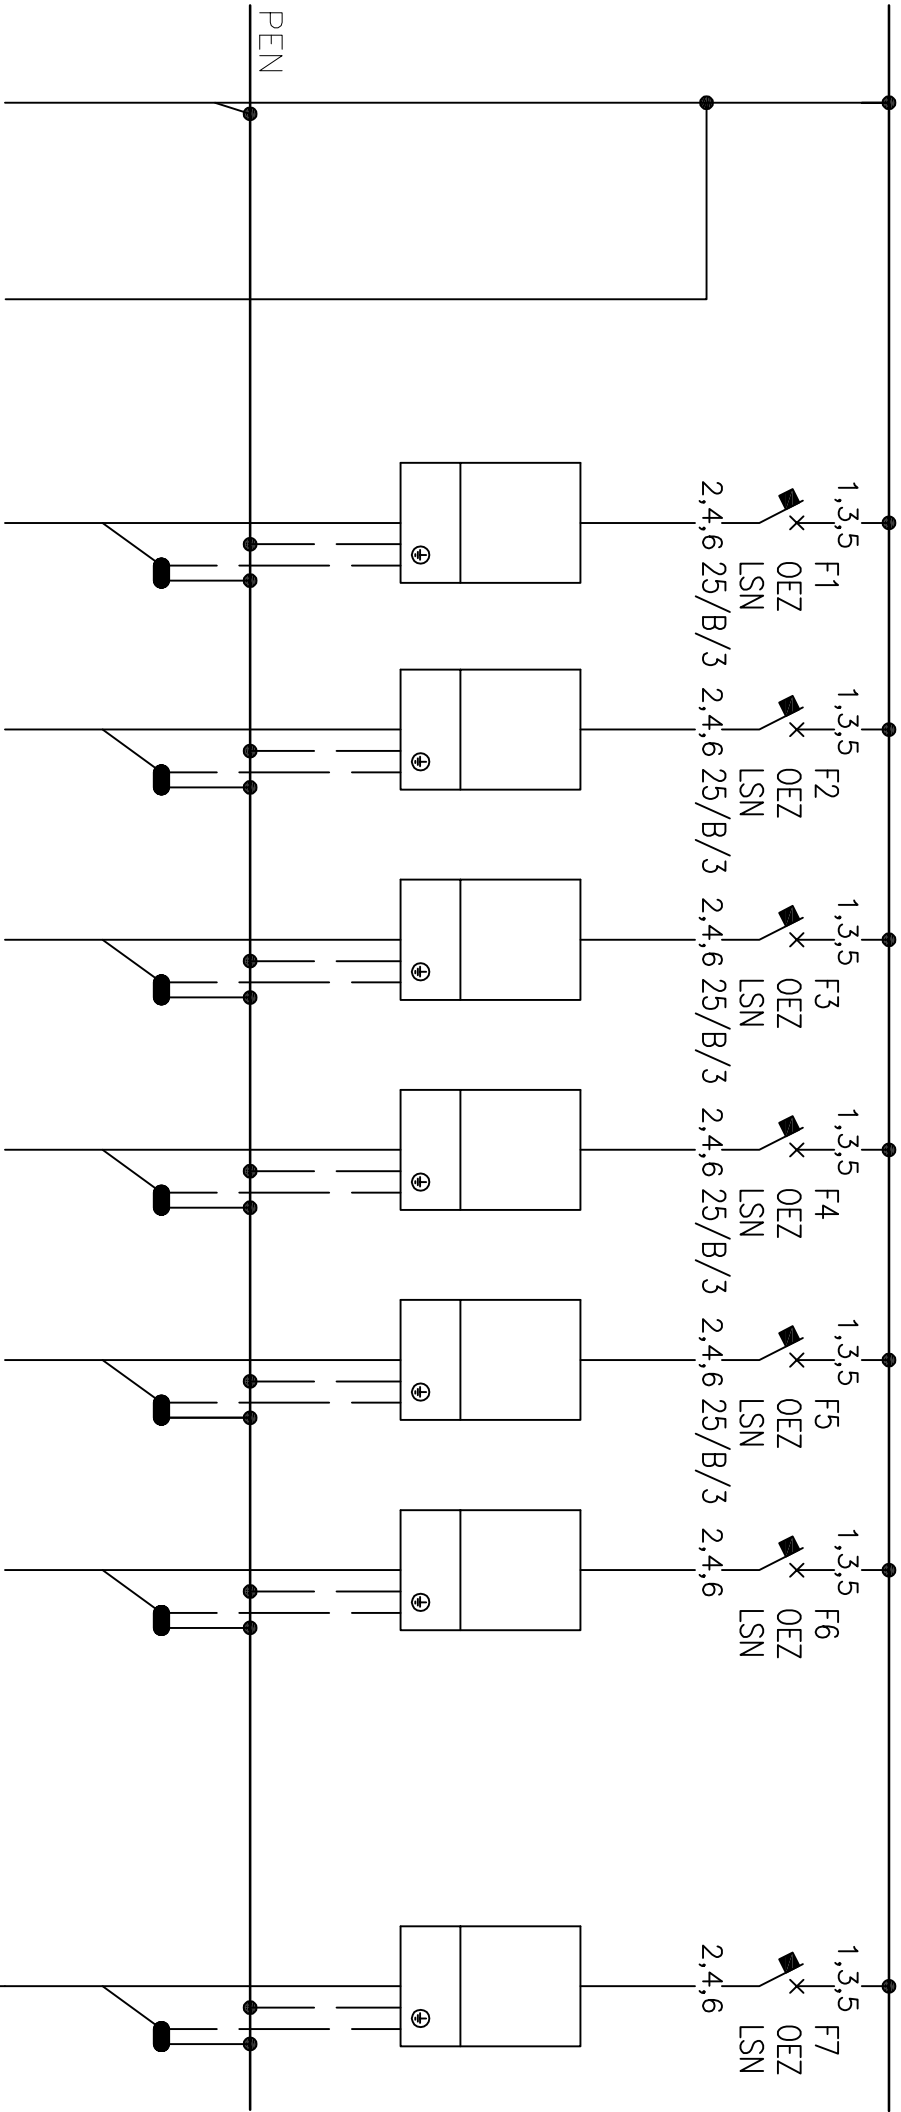 PEN
1,3,5
F1
OEZ
LSN
2,4,6 25/B/3
1,3,5
F2
OEZ
LSN
2,4,6 25/B/3
1,3,5
F3
OEZ
LSN
2,4,6 25/B/3
1,3,5
F4
OEZ
LSN
2,4,6 25/B/3
1,3,5
F5
OEZ
LSN
2,4,6 25/B/3
1,3,5
F6
OEZ
LSN
2,4,6
1,3,5
F7
OEZ
LSN
2,4,6